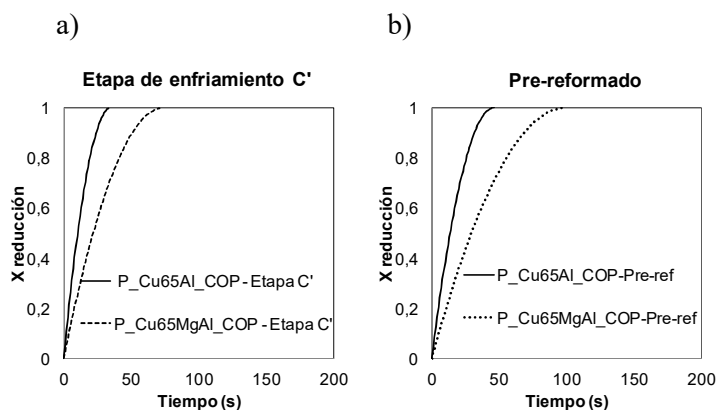 a)
b)
Etapa de enfriamiento C'
Pre-reformado
1
0,8
0,6
0,4
0,2
0
X reducción
P_Cu65Al_COP - Etapa C'
P_Cu65MgAl_COP - Etapa C'
0 50 100 150 200
Tiempo (s)
1
0,8
0,6
0,4
0,2
0
X reducción
P_Cu65Al_COP-Pre-ref
P_Cu65MgAl_COP-Pre-ref
0 50 100 150 200
Tiempo (s)